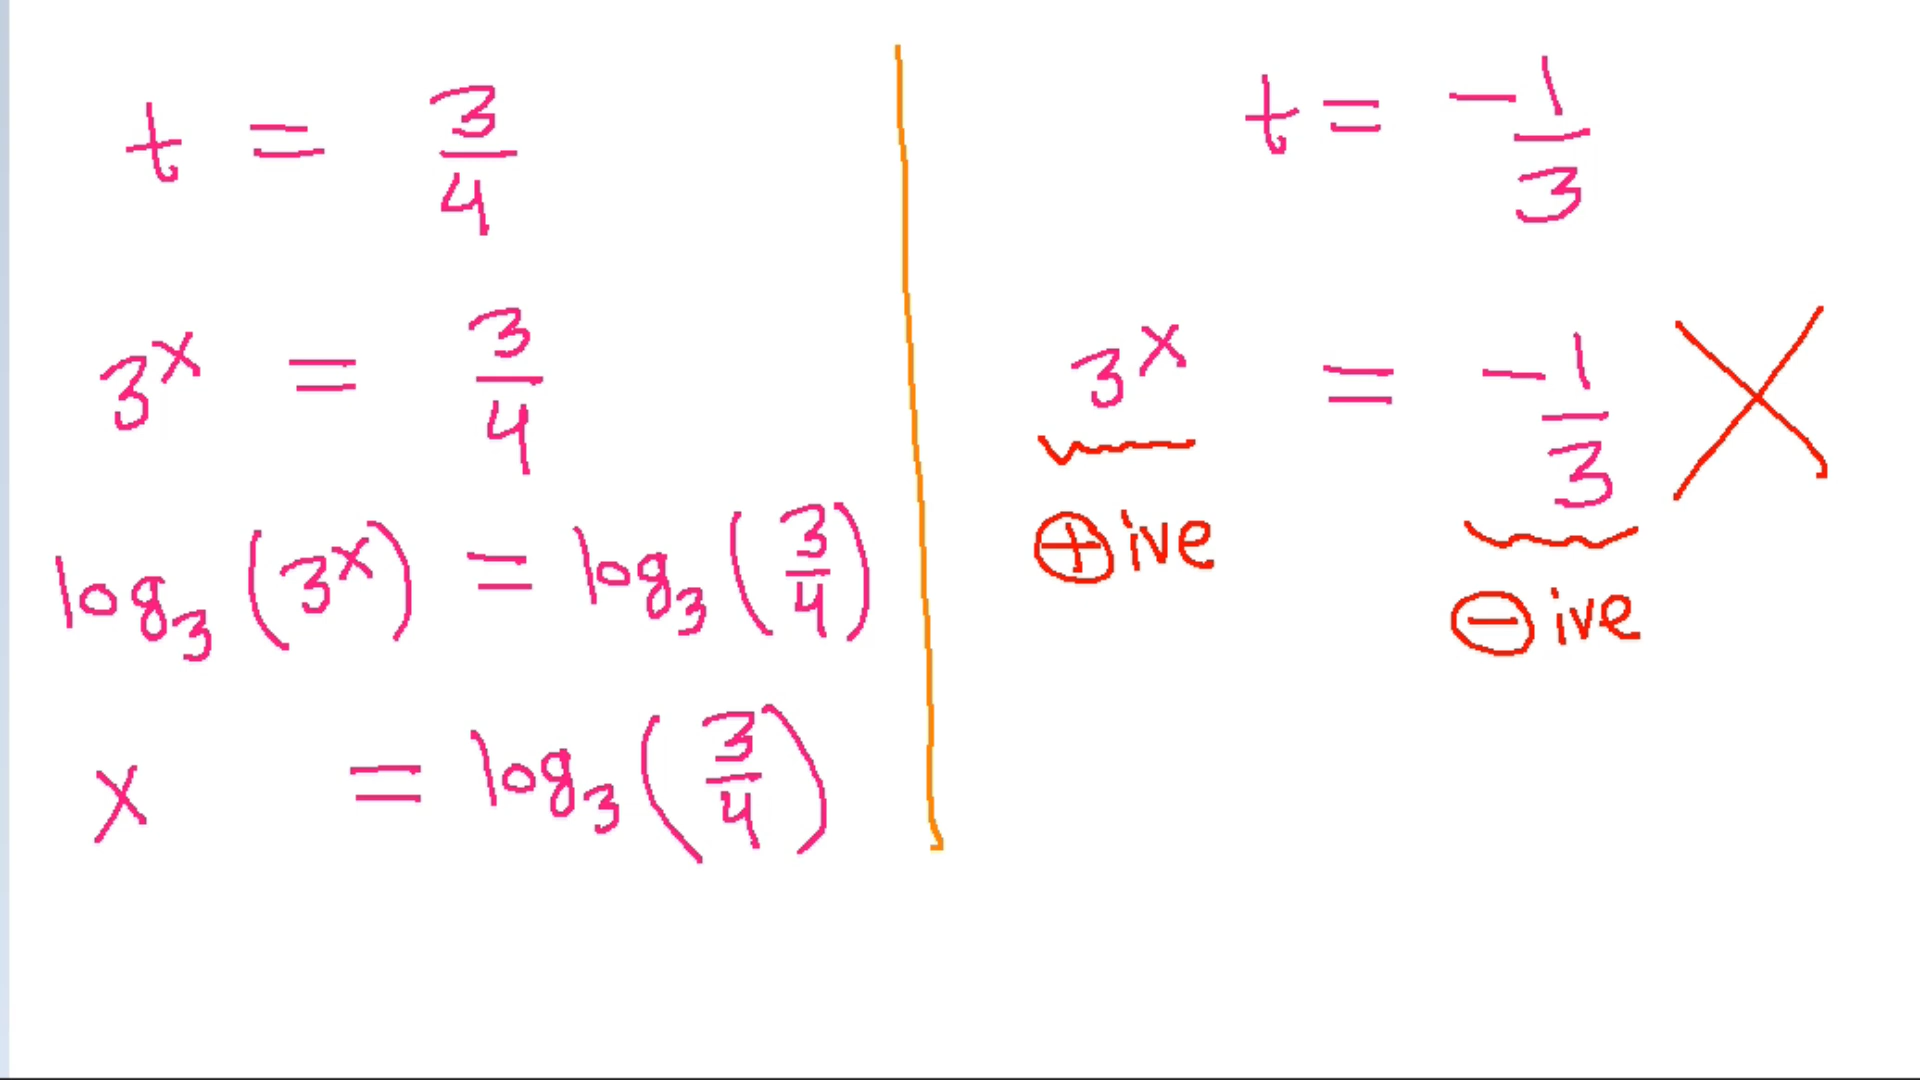 t = 3/4
3^x = 3/4
log_3 (3^x) = log_3 (3/4)
x = log_3 (3/4)
t = -1/3
3^x = -1/3
⊕ive
⊖ive